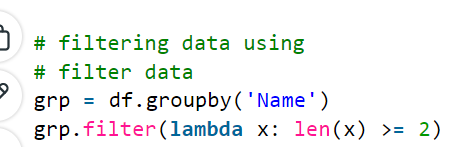 # filtering data using
# filter data
grp = df.groupby('Name')
grp.filter(lambda x: len(x) >= 2)